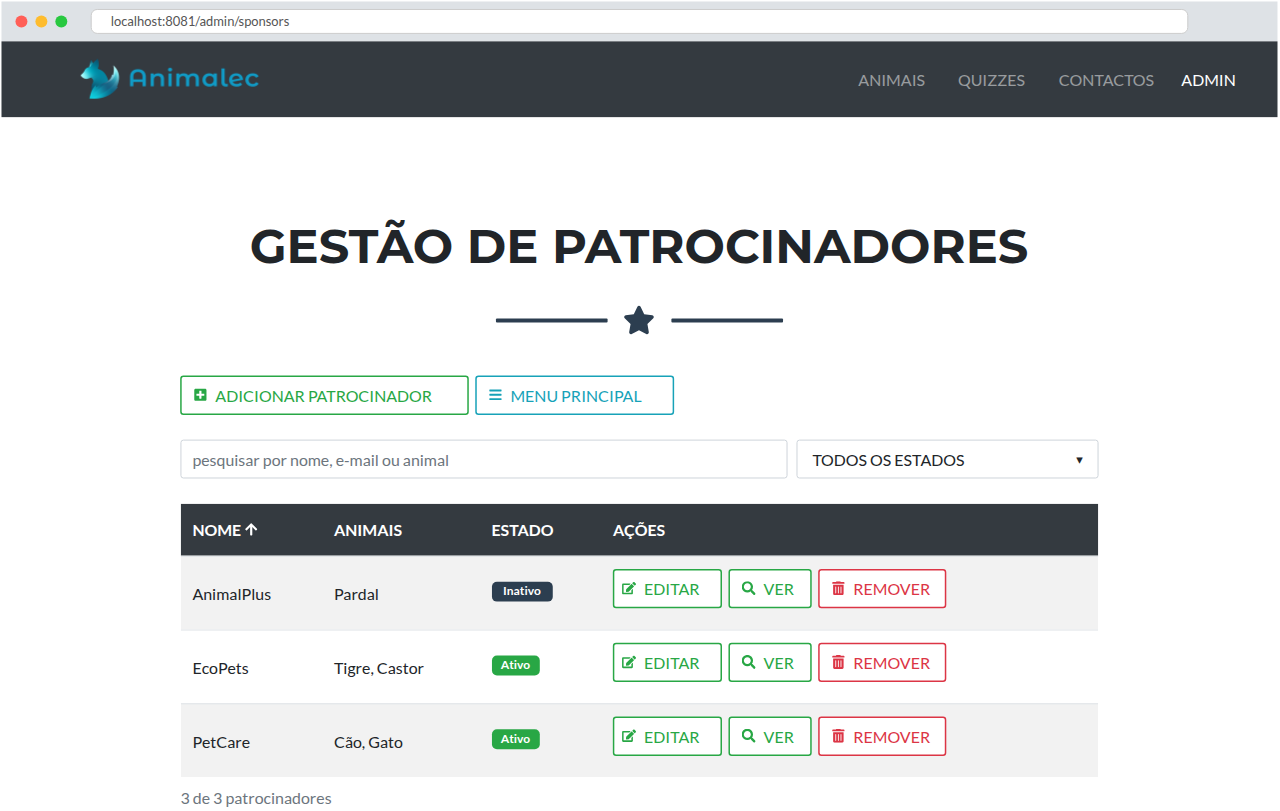 localhost:8081/admin/sponsors
Animalec ANIMAIS QUIZZES CONTACTOS ADMIN
GESTÃO DE PATROCINADORES
ADICIONAR PATROCINADOR MENU PRINCIPAL
pesquisar por nome, e-mail ou animal TODOS OS ESTADOS
NOME ANIMAIS ESTADO AÇÕES
AnimalPlus Pardal Inativo EDITAR VER REMOVER
EcoPets Tigre, Castor Ativo EDITAR VER REMOVER
PetCare Cão, Gato Ativo EDITAR VER REMOVER
3 de 3 patrocinadores